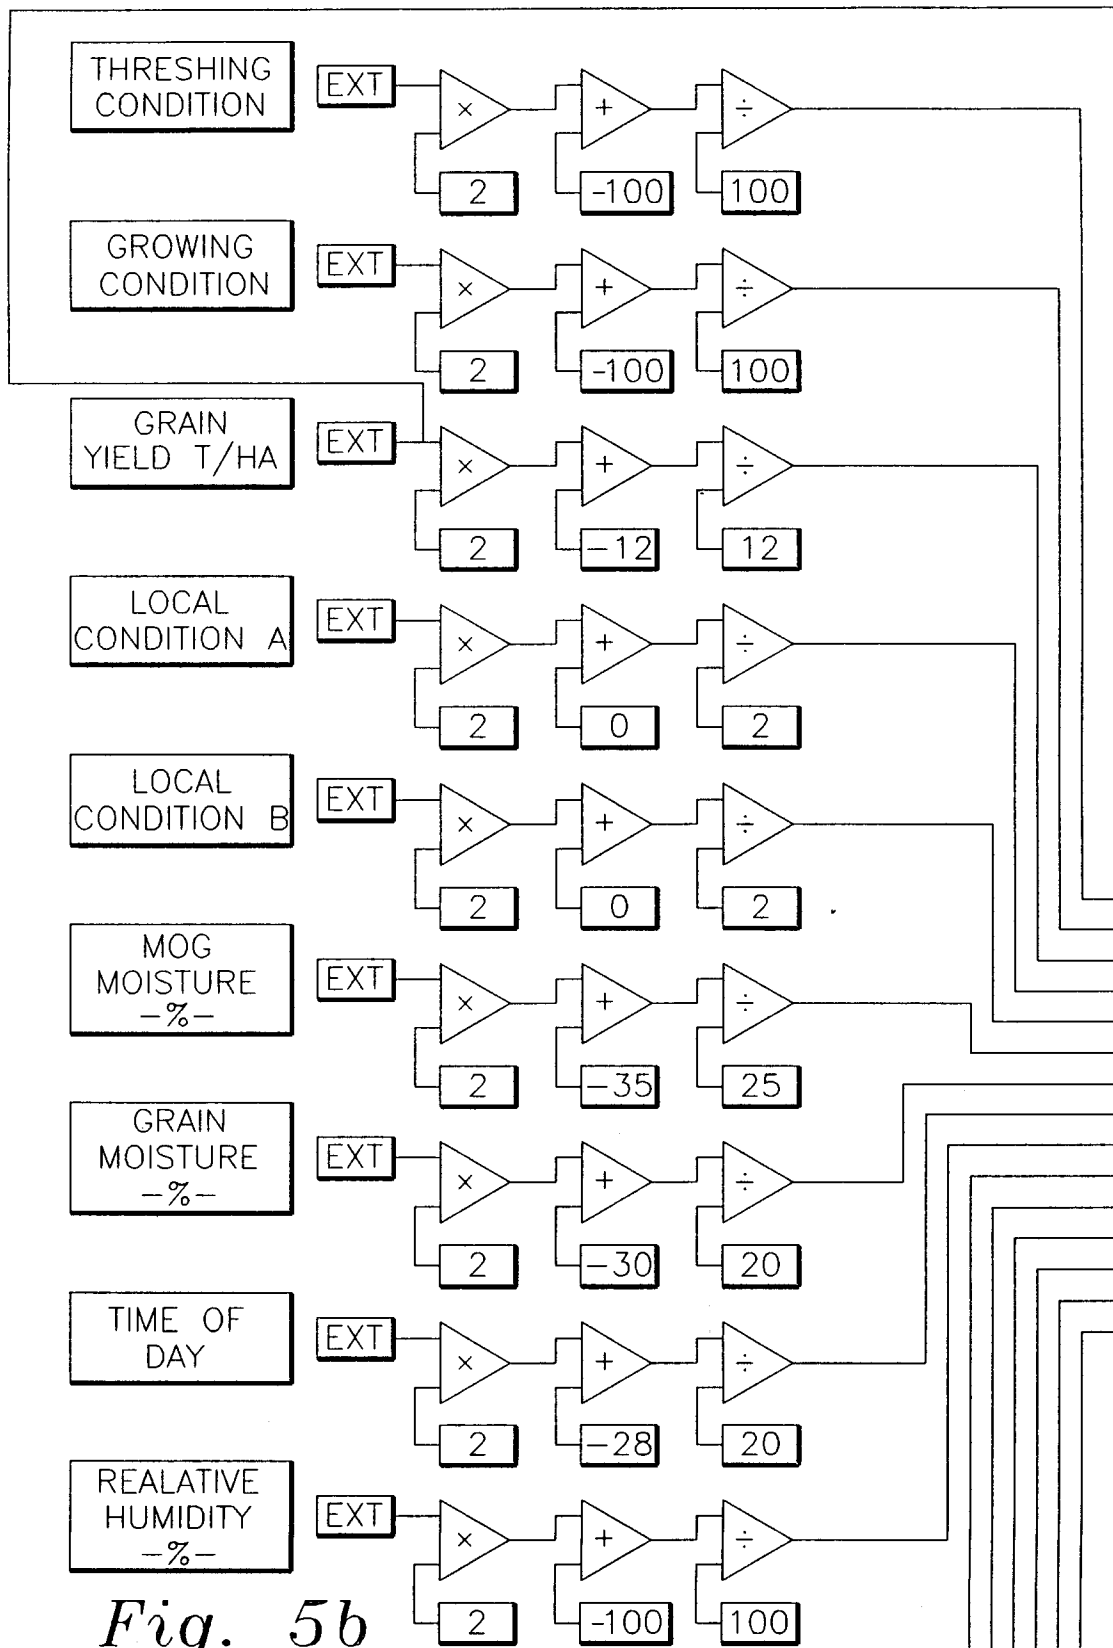 THRESHING
CONDITION
EXT
×
+
÷
2
-100
100
GROWING
CONDITION
EXT
×
+
÷
2
-100
100
GRAIN
YIELD T/HA
EXT
×
+
÷
2
-12
12
LOCAL
CONDITION A
EXT
×
+
÷
2
0
2
LOCAL
CONDITION B
EXT
×
+
÷
2
0
2
MOG
MOISTURE
-%-
EXT
×
+
÷
2
-35
25
GRAIN
MOISTURE
-%-
EXT
×
+
÷
2
-30
20
TIME OF
DAY
EXT
×
+
÷
2
-28
20
REALATIVE
HUMIDITY
-%-
EXT
×
+
÷
2
-100
100
Fig. 5b